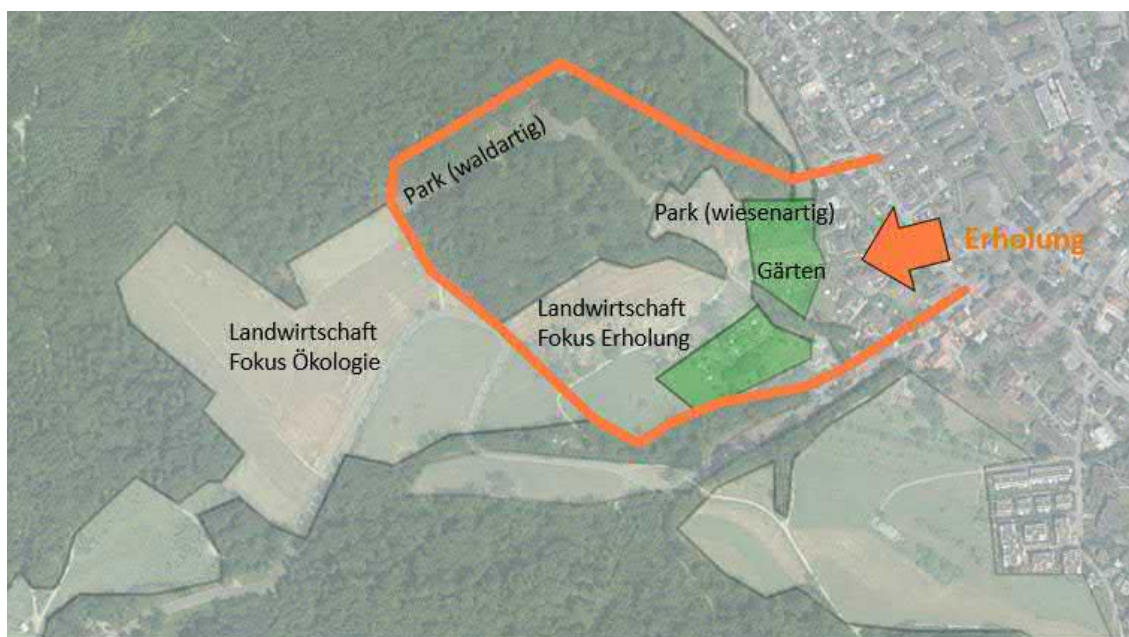 Park (waldartig)
Park (wiesenartig)
Erholung
Gärten
Landwirtschaft
Fokus Ökologie
Landwirtschaft
Fokus Erholung